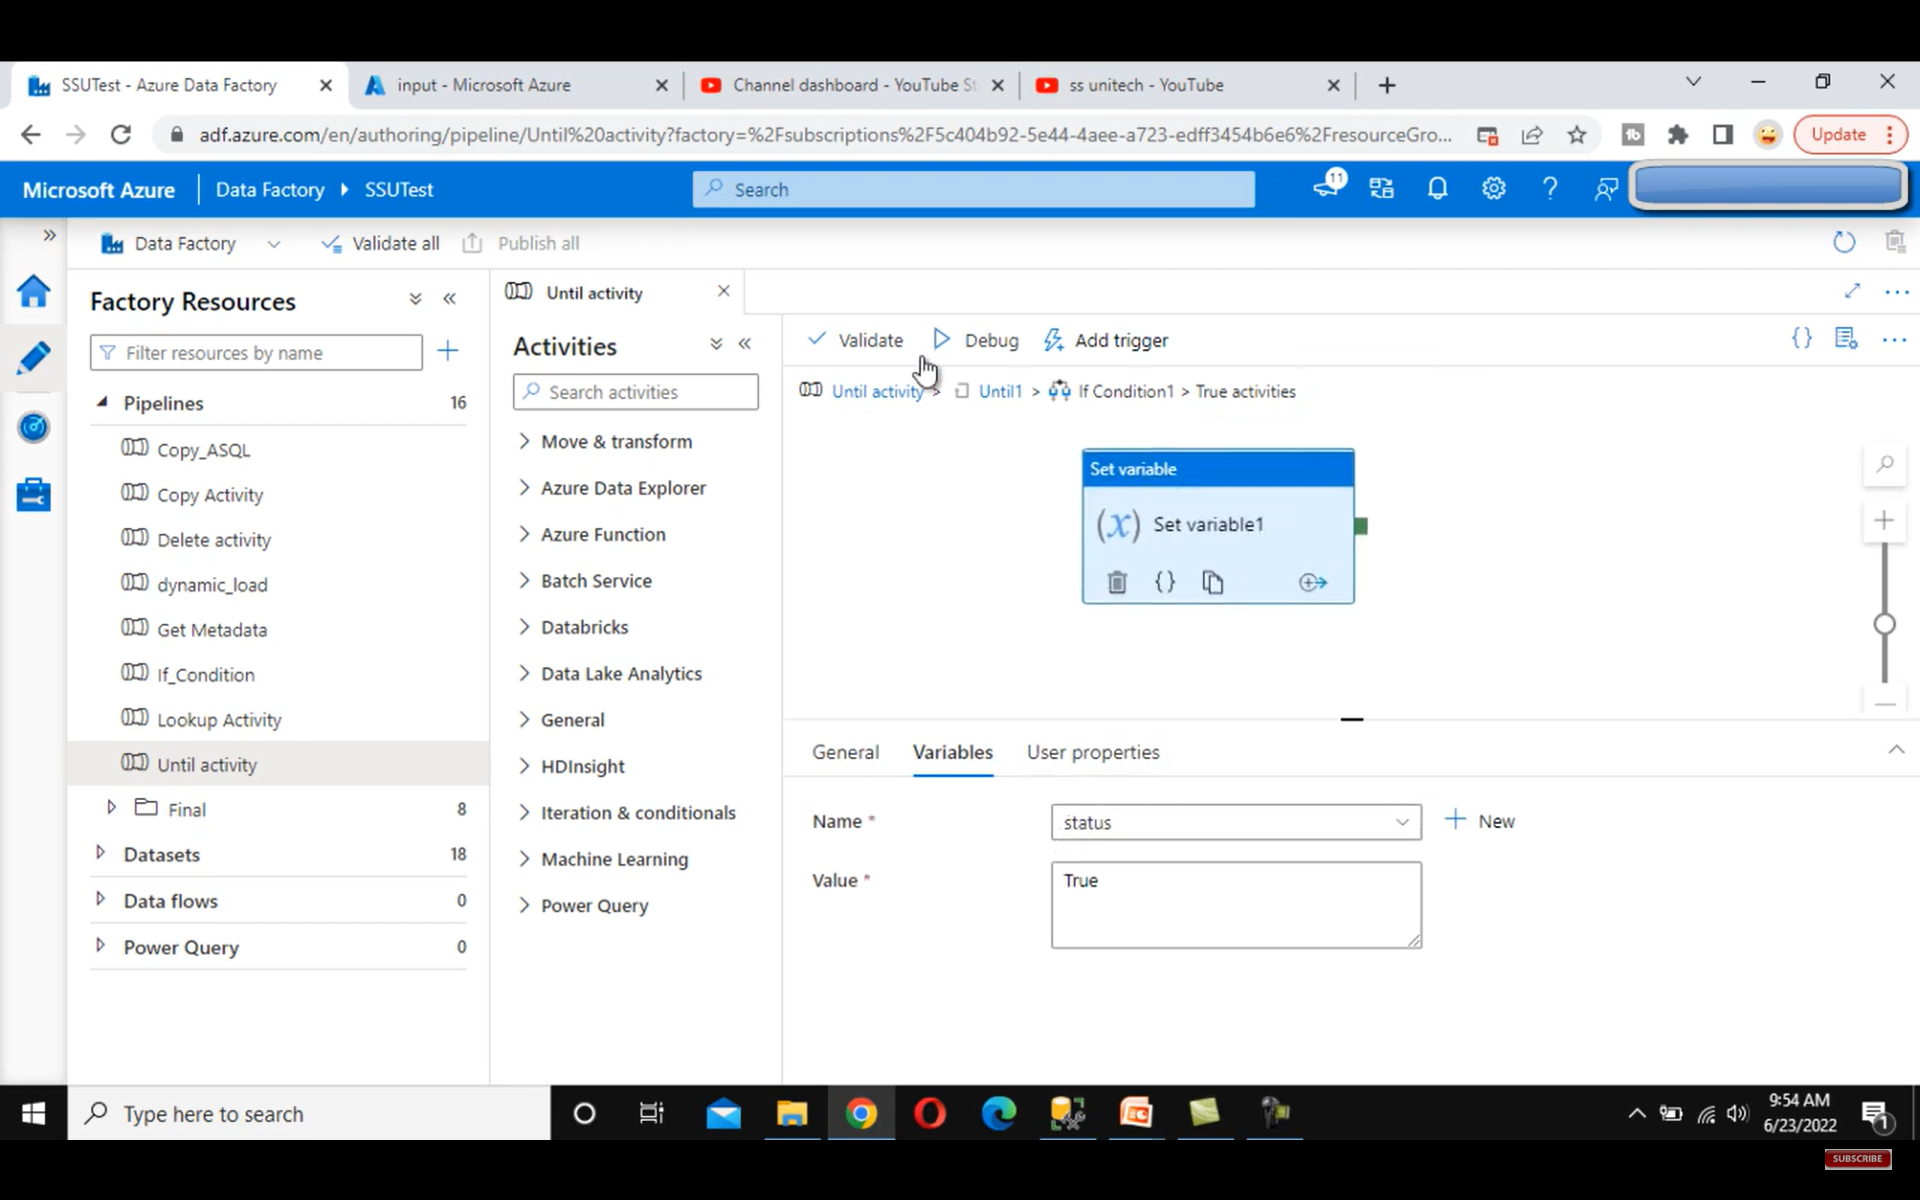 SSUTest - Azure Data Factory
input - Microsoft Azure
Channel dashboard - YouTube St
ss unitech - YouTube
adf.azure.com/en/authoring/pipeline/Until%20activity?factory=%2Fsubscriptions%2F5c404b92-5e44-4aee-a723-edff3454b6e6%2FresourceGro...
Update
Microsoft Azure
Data Factory
SSUTest
Search
11
Data Factory
Validate all
Publish all
Factory Resources
Filter resources by name
Pipelines
16
Copy_ASQL
Copy Activity
Delete activity
dynamic_load
Get Metadata
If_Condition
Lookup Activity
Until activity
Final
8
Datasets
18
Data flows
0
Power Query
0
Until activity
Activities
Search activities
Move & transform
Azure Data Explorer
Azure Function
Batch Service
Databricks
Data Lake Analytics
General
HDInsight
Iteration & conditionals
Machine Learning
Power Query
Validate
Debug
Add trigger
Until activity > Until1 > If Condition1 > True activities
Set variable
(x) Set variable1
General
Variables
User properties
Name *
status
New
Value *
True
Type here to search
9:54 AM
6/23/2022
1
SUBSCRIBE